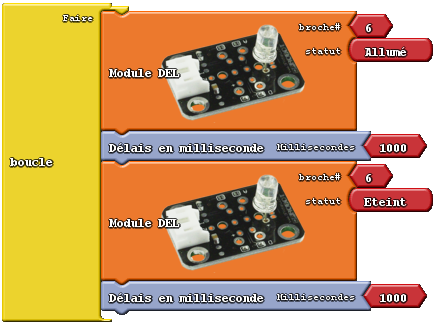 Faire
broche# 6
statut Allumé
Module DEL
Délais en milliseconde Millisecondes 1000
boucle
broche# 6
statut Eteint
Module DEL
Délais en milliseconde Millisecondes 1000